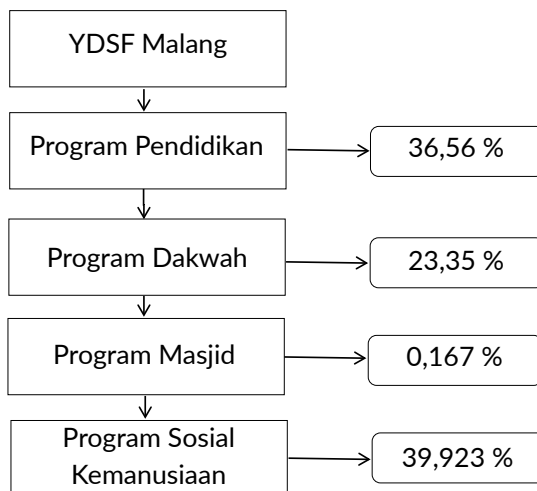 YDSF Malang
Program Pendidikan
36,56 %
Program Dakwah
23,35 %
Program Masjid
0,167 %
Program Sosial
Kemanusiaan
39,923 %